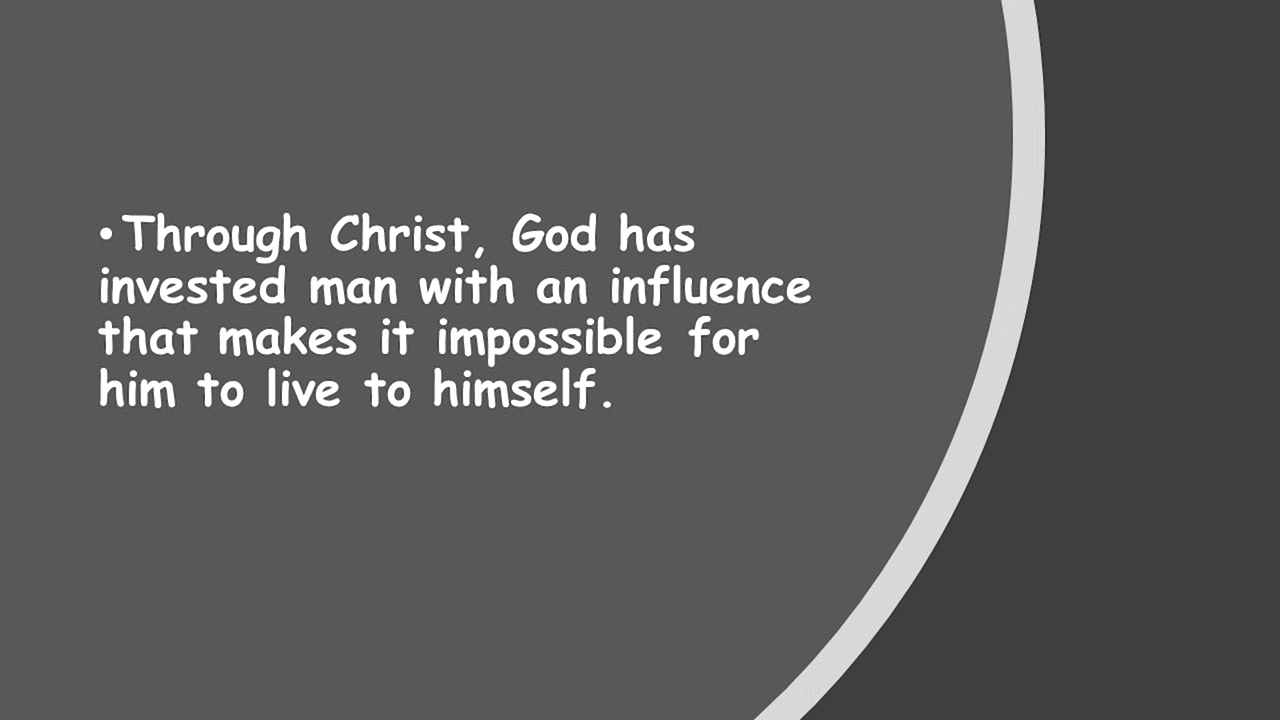 • Through Christ, God has
invested man with an influence
that makes it impossible for
him to live to himself.